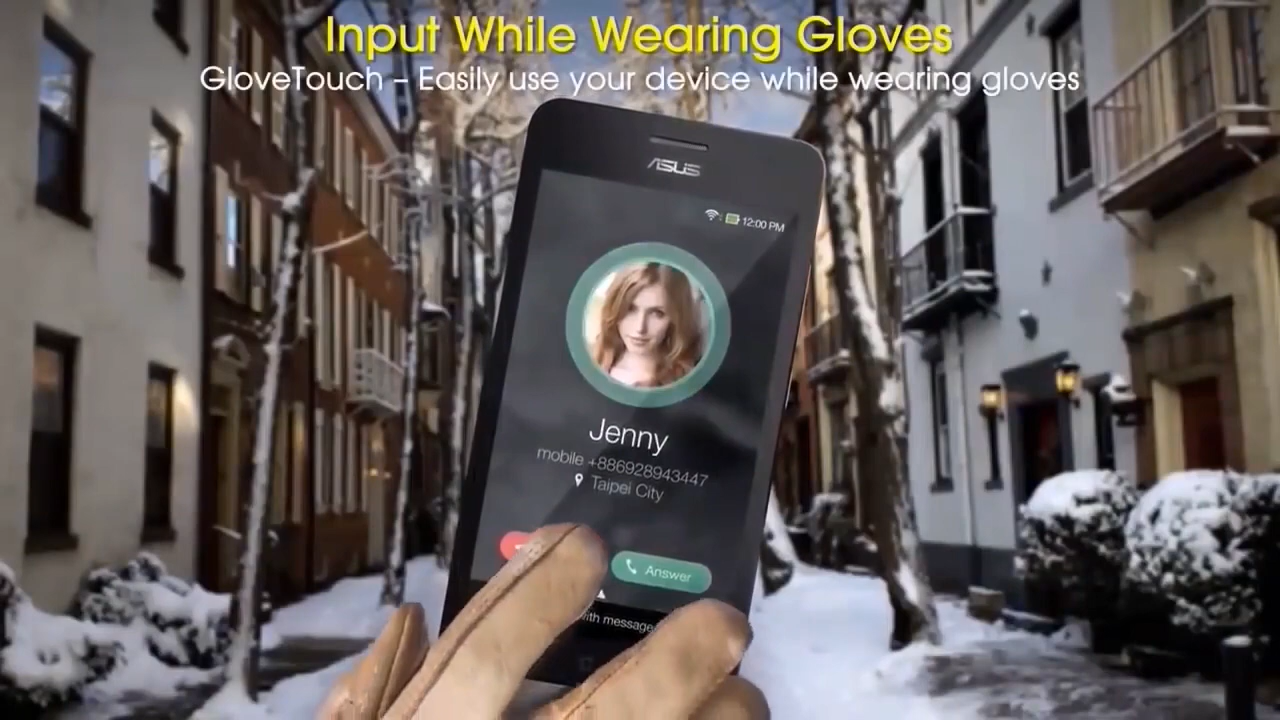 Input While Wearing Gloves
GloveTouch – Easily use your device while wearing gloves
ASUS
12:00 PM
Jenny
mobile +886928943447
Taipei City
Answer
message